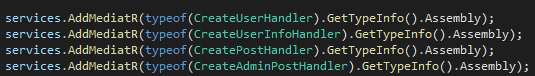 services.AddMediatR(typeof(CreateUserHandler).GetTypeInfo().Assembly);
services.AddMediatR(typeof(CreateUserInfoHandler).GetTypeInfo().Assembly);
services.AddMediatR(typeof(CreatePostHandler).GetTypeInfo().Assembly);
services.AddMediatR(typeof(CreateAdminPostHandler).GetTypeInfo().Assembly);